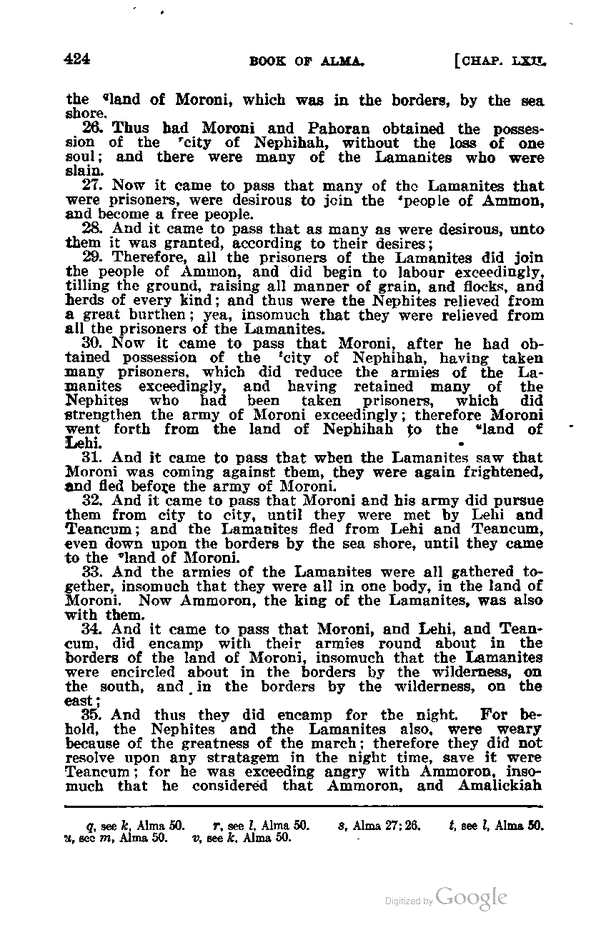 424 BOOK OF ALMA. [CHAP. LXII.
the qland of Moroni, which was in the borders, by the sea
shore.
26. Thus had Moroni and Pahoran obtained the posses-
sion of the rcity of Nephihah, without the loss of one
soul; and there were many of the Lamanites who were
slain.
27. Now it came to pass that many of the Lamanites that
were prisoners, were desirous to join the speople of Ammon,
and become a free people.
28. And it came to pass that as many as were desirous, unto
them it was granted, according to their desires;
29. Therefore, all the prisoners of the Lamanites did join
the people of Ammon, and did begin to labour exceedingly,
tilling the ground, raising all manner of grain, and flocks, and
herds of every kind; and thus were the Nephites relieved from
a great burthen; yea, insomuch that they were relieved from
all the prisoners of the Lamanites.
30. Now it came to pass that Moroni, after he had ob-
tained possession of the tcity of Nephihah, having taken
many prisoners, which did reduce the armies of the La-
manites exceedingly, and having retained many of the
Nephites who had been taken prisoners, which did
strengthen the army of Moroni exceedingly; therefore Moroni
went forth from the land of Nephihah to the uland of
Lehi.
31. And it came to pass that when the Lamanites saw that
Moroni was coming against them, they were again frightened,
and fled before the army of Moroni.
32. And it came to pass that Moroni and his army did pursue
them from city to city, until they were met by Lehi and
Teancum; and the Lamanites fled from Lehi and Teancum,
even down upon the borders by the sea shore, until they came
to the vland of Moroni.
33. And the armies of the Lamanites were all gathered to-
gether, insomuch that they were all in one body, in the land of
Moroni. Now Ammoron, the king of the Lamanites, was also
with them.
34. And it came to pass that Moroni, and Lehi, and Tean-
cum, did encamp with their armies round about in the
borders of the land of Moroni, insomuch that the Lamanites
were encircled about in the borders by the wilderness, on
the south, and in the borders by the wilderness, on the
east;
35. And thus they did encamp for the night. For be-
hold, the Nephites and the Lamanites also, were weary
because of the greatness of the march; therefore they did not
resolve upon any stratagem in the night time, save it were
Teancum; for he was exceeding angry with Ammoron, inso-
much that he considered that Ammoron, and Amalickiah
q, see k, Alma 50. r, see l, Alma 50. s, Alma 27: 26. t, see l, Alma 50.
u, see m, Alma 50. v, see k, Alma 50.
Digitized by Google